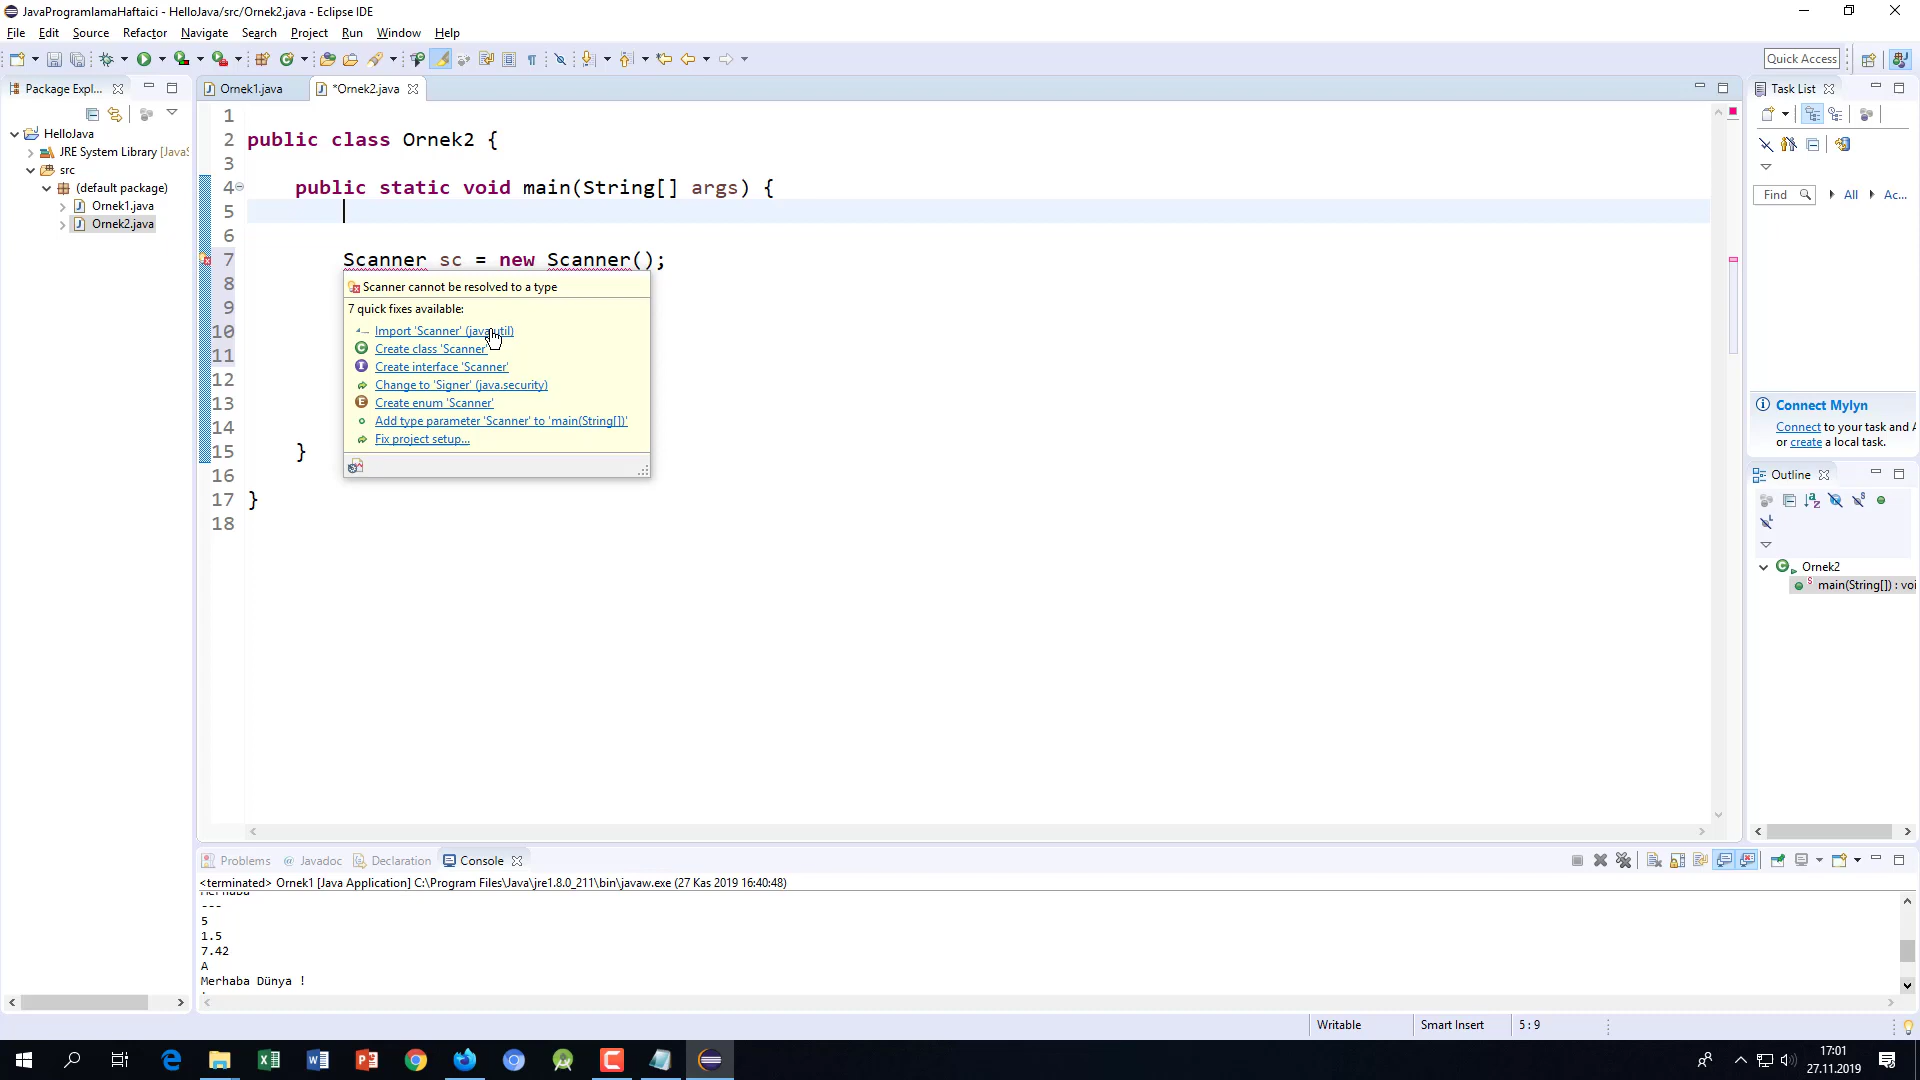 JavaProgramlamaHaftaici - HelloJava/src/Ornek2.java - Eclipse IDE
File Edit Source Refactor Navigate Search Project Run Window Help
Quick Access
Package Expl...
HelloJava
JRE System Library [JavaS
src
(default package)
Ornek1.java
Ornek2.java
Ornek1.java *Ornek2.java
1
2 public class Ornek2 {
3
4 public static void main(String[] args) {
5
6
7 Scanner sc = new Scanner();
8
9
10
11
12
13
14
15 }
16
17 }
18
Scanner cannot be resolved to a type
7 quick fixes available:
Import 'Scanner' (java.util)
Create class 'Scanner'
Create interface 'Scanner'
Change to 'Signer' (java.security)
Create enum 'Scanner'
Add type parameter 'Scanner' to 'main(String[])'
Fix project setup...
Task List
Find All Ac...
Connect Mylyn
Connect to your task and A
or create a local task.
Outline
Ornek2
main(String[]) : voi
Problems Javadoc Declaration Console
<terminated> Ornek1 [Java Application] C:\Program Files\Java\jre1.8.0_211\bin\javaw.exe (27 Kas 2019 16:40:48)
Merhaba
---
5
1.5
7.42
A
Merhaba Dünya !
Writable Smart Insert 5 : 9
17:01
27.11.2019